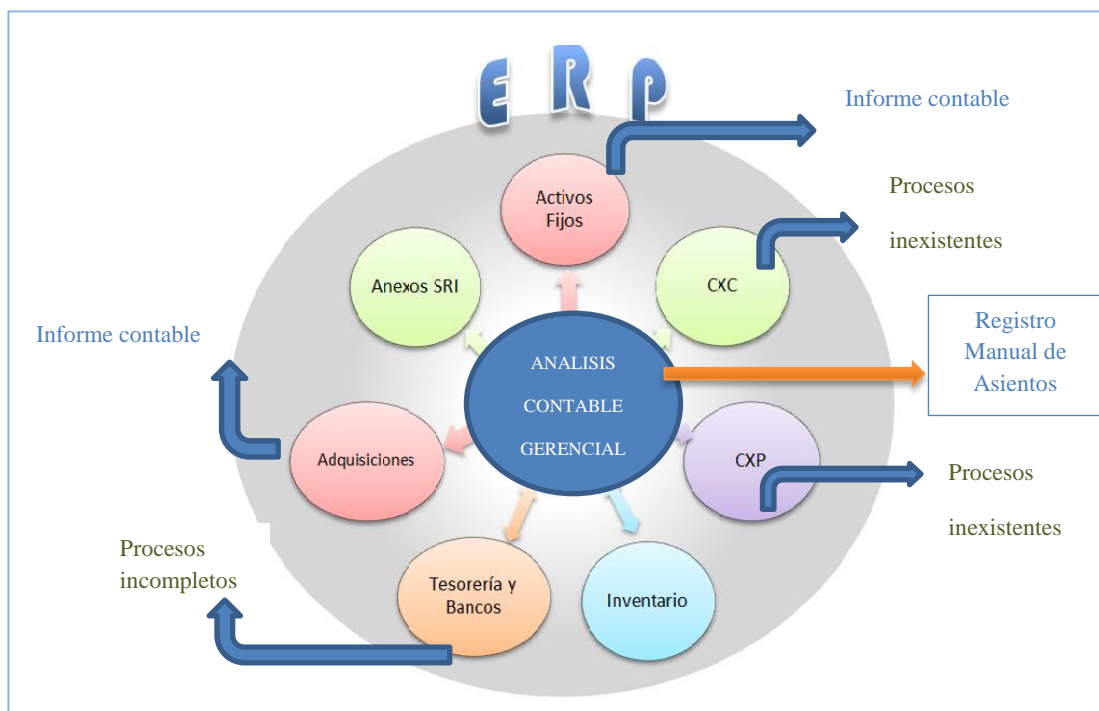 ERP
Informe contable
Activos
Fijos
Procesos
inexistentes
Anexos SRI
CXC
Informe contable
Registro
Manual de
Asientos
ANALISIS
CONTABLE
GERENCIAL
Adquisiciones
CXP
Procesos
inexistentes
Procesos
incompletos
Tesorería y
Bancos
Inventario